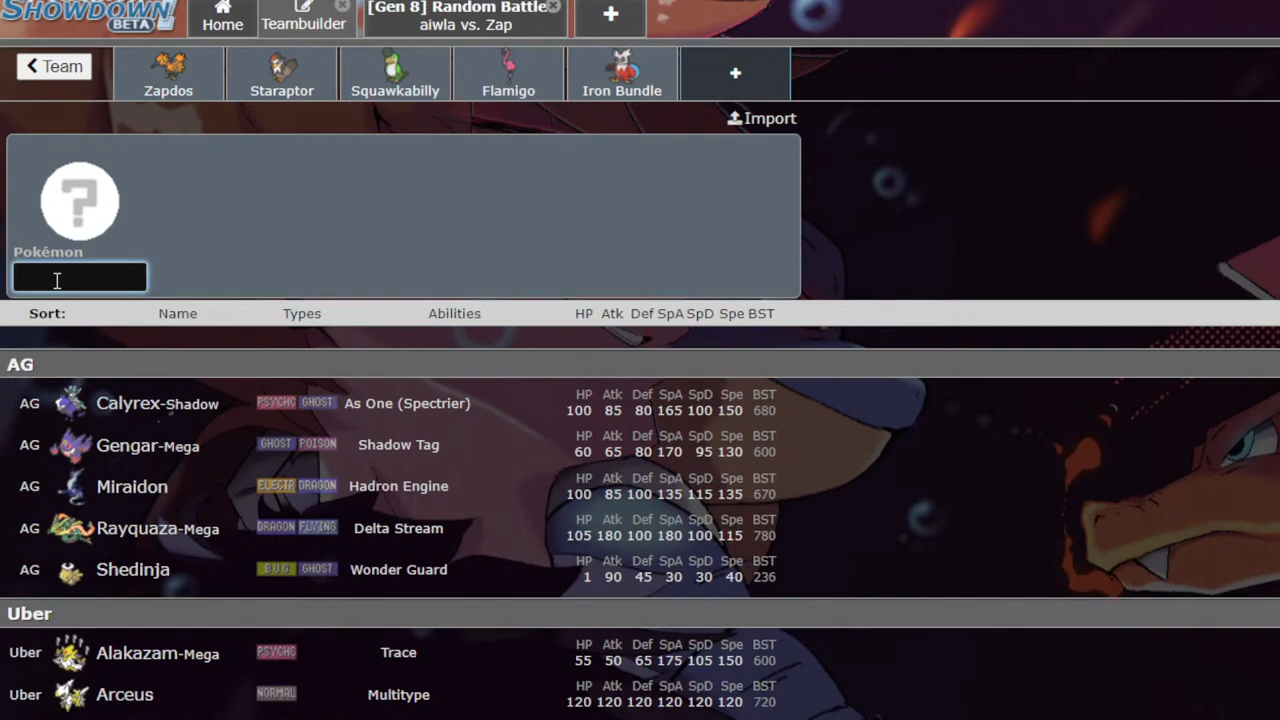 SHOWDOWN
BETA
Home
Teambuilder
[Gen 8] Random Battle
aiwla vs. Zap
Team
Zapdos
Staraptor
Squawkabilly
Flamigo
Iron Bundle
Import
Pokémon
Sort: Name Types Abilities HP Atk Def SpA SpD Spe BST
AG
HP Atk Def SpA SpD Spe BST
AG Calyrex-Shadow PSYCHC GHOST As One (Spectrier) 100 85 80 165 100 150 680
HP Atk Def SpA SpD Spe BST
AG Gengar-Mega GHOST POISON Shadow Tag 60 65 80 170 95 130 600
HP Atk Def SpA SpD Spe BST
AG Miraidon ELECTR DRAGON Hadron Engine 100 85 100 135 115 135 670
HP Atk Def SpA SpD Spe BST
AG Rayquaza-Mega DRAGON FLYING Delta Stream 105 180 100 180 100 115 780
HP Atk Def SpA SpD Spe BST
AG Shedinja BUG GHOST Wonder Guard 1 90 45 30 30 40 236
Uber
HP Atk Def SpA SpD Spe BST
Uber Alakazam-Mega PSYCHC Trace 55 50 65 175 105 150 600
HP Atk Def SpA SpD Spe BST
Uber Arceus NORMAL Multitype 120 120 120 120 120 120 720